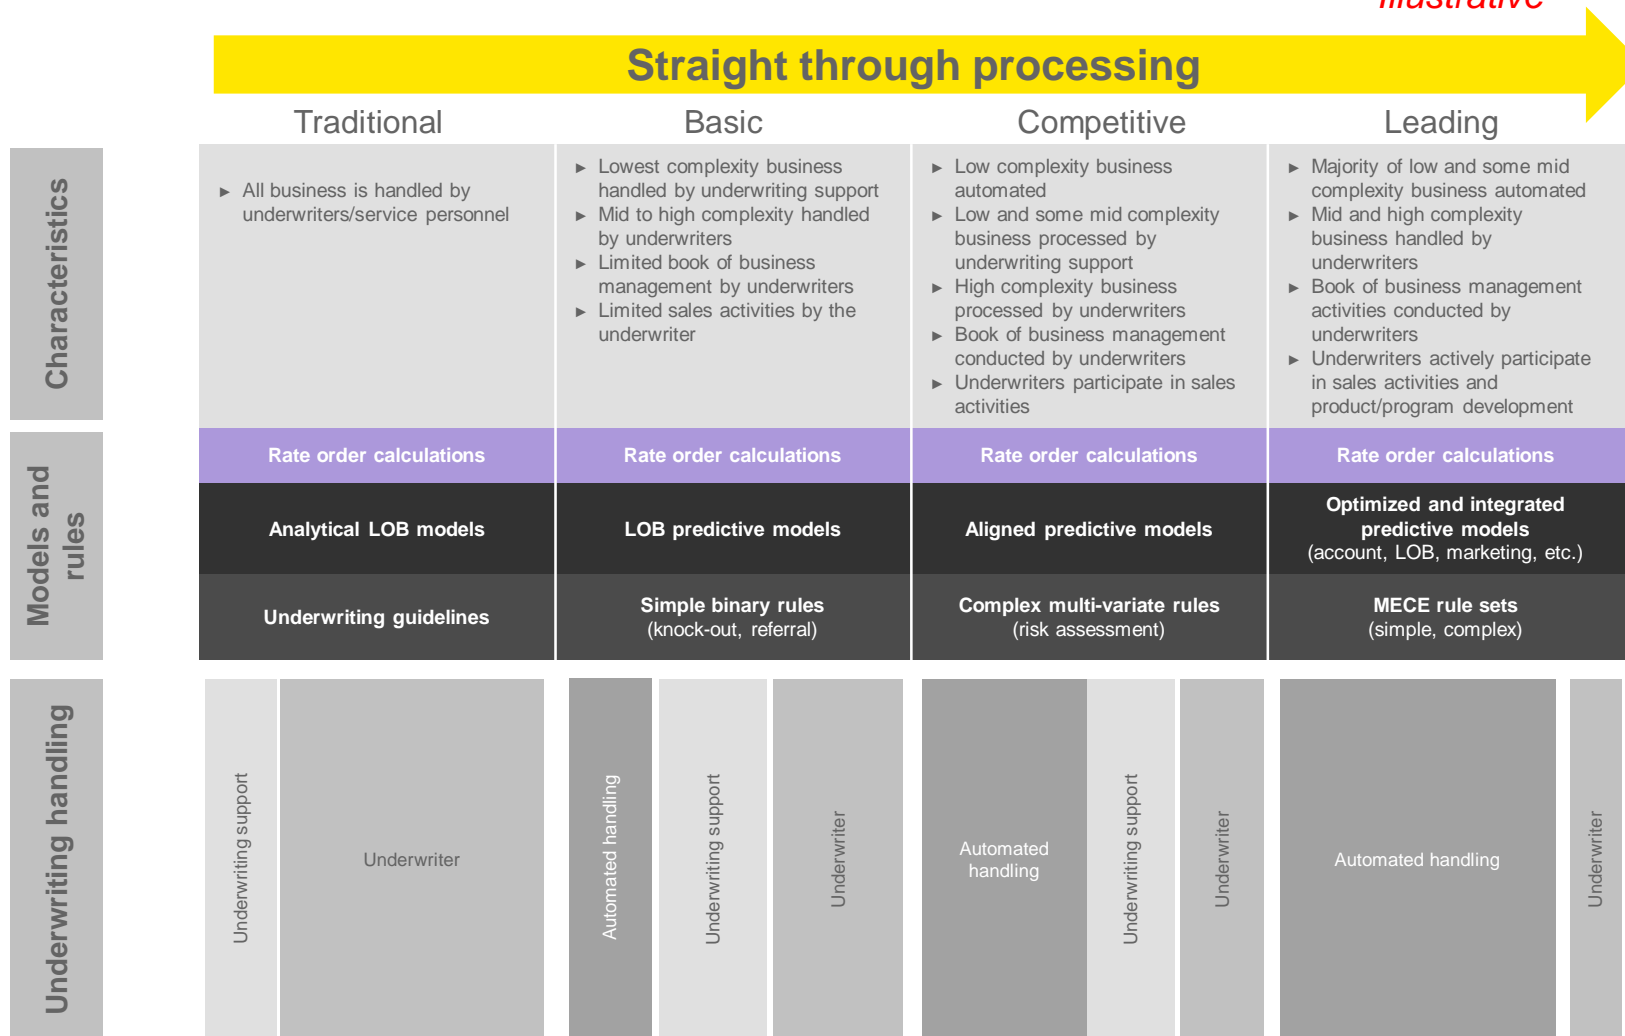 Illustrative
Straight through processing
Traditional
Basic
Competitive
Leading
Characteristics
► All business is handled by
underwriters/service personnel
► Lowest complexity business
handled by underwriting support
► Mid to high complexity handled
by underwriters
► Limited book of business
management by underwriters
► Limited sales activities by the
underwriter
► Low complexity business
automated
► Low and some mid complexity
business processed by
underwriting support
► High complexity business
processed by underwriters
► Book of business management
conducted by underwriters
► Underwriters participate in sales
activities
► Majority of low and some mid
complexity business automated
► Mid and high complexity
business handled by
underwriters
► Book of business management
activities conducted by
underwriters
► Underwriters actively participate
in sales activities and
product/program development
Models and
rules
Rate order calculations
Rate order calculations
Rate order calculations
Rate order calculations
Analytical LOB models
LOB predictive models
Aligned predictive models
Optimized and integrated
predictive models
(account, LOB, marketing, etc.)
Underwriting guidelines
Simple binary rules
(knock-out, referral)
Complex multi-variate rules
(risk assessment)
MECE rule sets
(simple, complex)
Underwriting handling
Underwriting support
Underwriter
Automated handling
Underwriting support
Underwriter
Automated
handling
Underwriting support
Underwriter
Automated handling
Underwriter